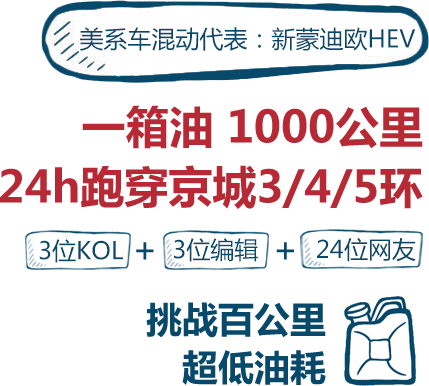 美系车混动代表：新蒙迪欧HEV
一箱油 1000公里
24h跑穿京城3/4/5环
3位KOL + 3位编辑 + 24位网友
挑战百公里
超低油耗